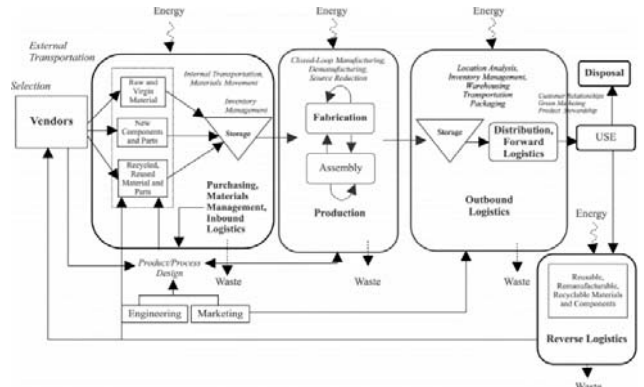 Energy
Energy
Energy
External
Transportation
Selection
Vendors
Raw and
Virgin
Material
New
Components
and Parts
Recycled,
Reused
Material and
Parts
Internal Transportation,
Materials Movement
Inventory
Management
Storage
Purchasing,
Materials
Management,
Inbound
Logistics
Closed-Loop Manufacturing,
Demanufacturing,
Source Reduction
Fabrication
Assembly
Production
Location Analysis,
Inventory Management,
Warehousing
Transportation
Packaging
Storage
Distribution,
Forward
Logistics
Outbound
Logistics
Customer Relationships
Green Marketing
Product Stewardship
Disposal
USE
Energy
Reusable,
Remanufacturable,
Recyclable Materials
and Components
Reverse Logistics
Waste
Product/Process
Design
Engineering
Marketing
Waste
Waste
Waste